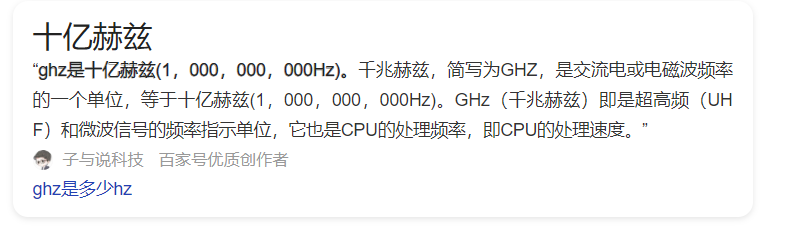 十亿赫兹
“ghz是十亿赫兹(1，000，000，000Hz)。千兆赫兹，简写为GHZ，是交流电或电磁波频率
的一个单位，等于十亿赫兹(1，000，000，000Hz)。GHz（千兆赫兹）即是超高频（UH
F）和微波信号的频率指示单位，它也是CPU的处理频率，即CPU的处理速度。”
子与说科技 百家号优质创作者
ghz是多少hz